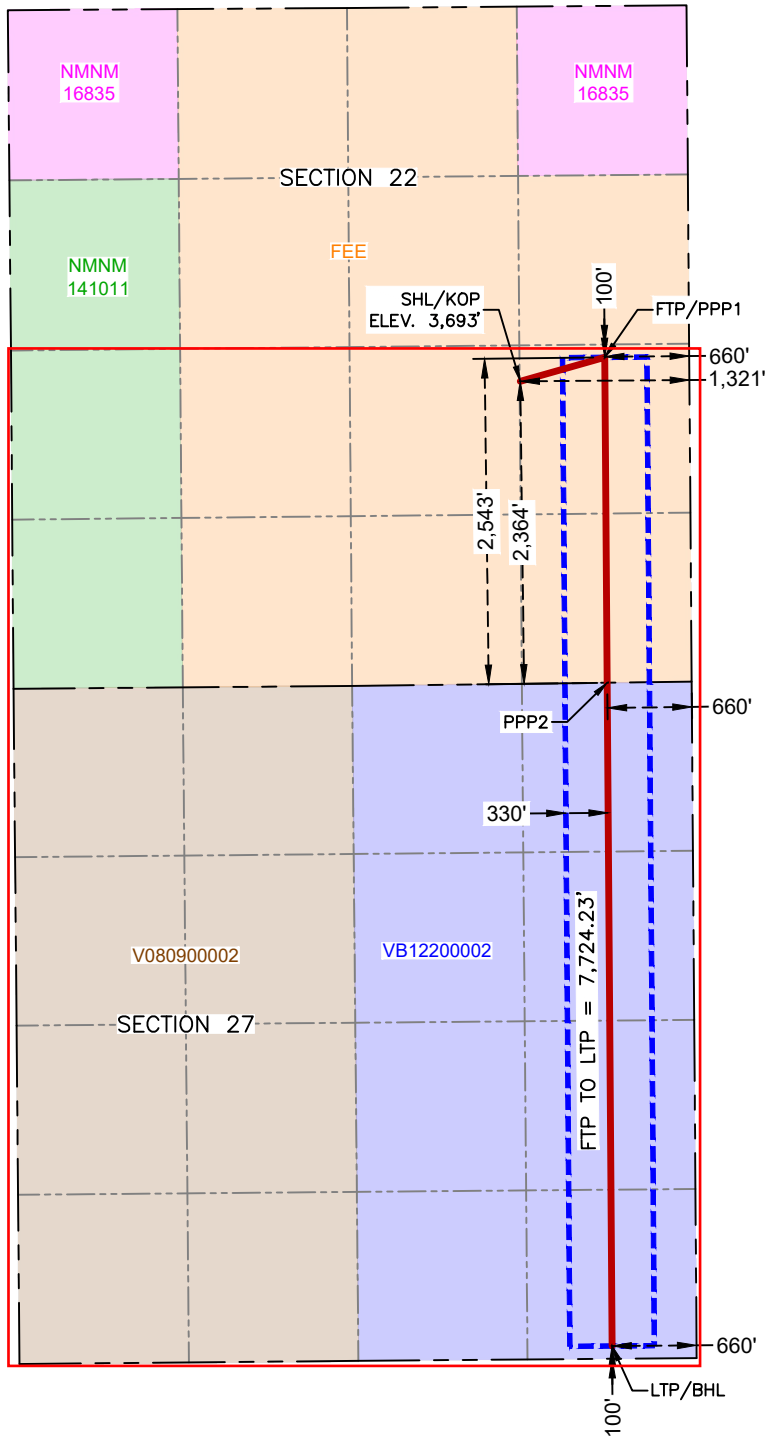 NMNM
16835
NMNM
16835
SECTION 22
FEE
NMNM
141011
SHL/KOP
ELEV. 3,693'
100'
FTP/PPP1
660'
1,321'
2,543'
2,364'
PPP2
660'
330'
FTP TO LTP = 7,724.23'
V080900002
VB12200002
SECTION 27
660'
LTP/BHL
100'